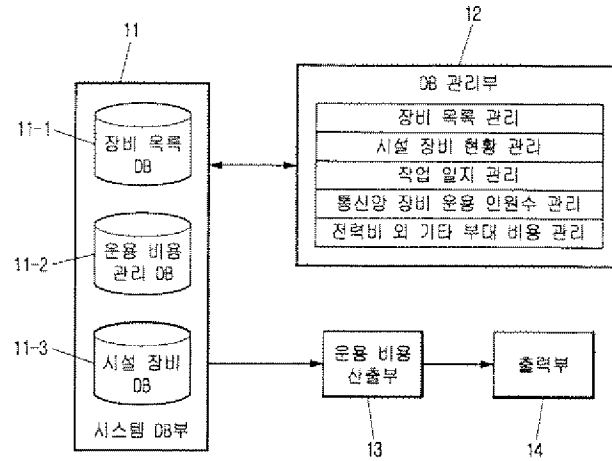 11
12
11-1
장비 목록
DB
11-2
운용 비용
관리 DB
11-3
시설 장비
DB
시스템 DB부
DB 관리부
장비 목록 관리
시설 장비 현황 관리
작업 일지 관리
통신망 장비 운용 인원수 관리
전력비 외 기타 부대 비용 관리
운용 비용
산출부
13
출력부
14